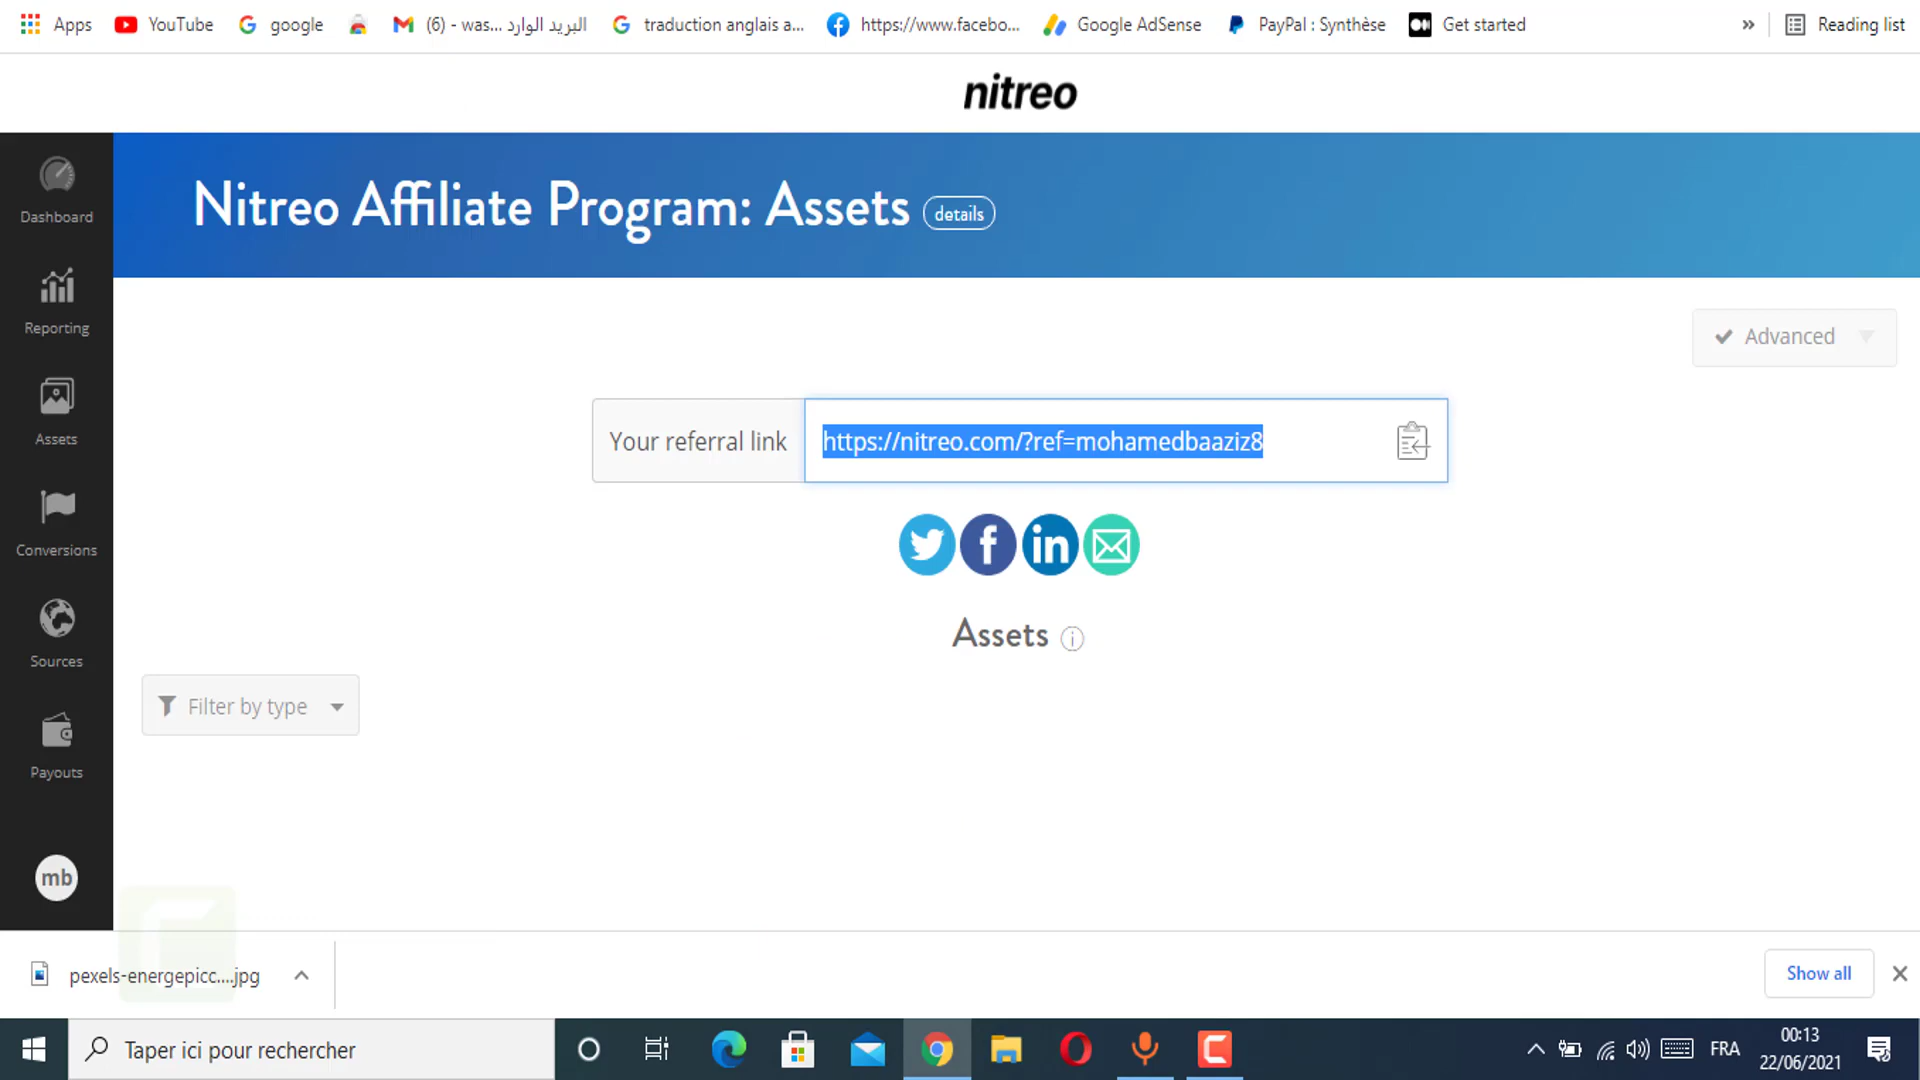 Apps YouTube google (6) - was... البريد الوارد traduction anglais a... https://www.facebo... Google AdSense PayPal : Synthèse Get started » Reading list
nitreo
Dashboard
Nitreo Affiliate Program: Assets details
Reporting
Advanced
Assets
Your referral link https://nitreo.com/?ref=mohamedbaaziz8
Conversions
Assets
Sources
Filter by type
Payouts
mb
pexels-energepicc....jpg
Show all
Taper ici pour rechercher
FRA
00:13
22/06/2021